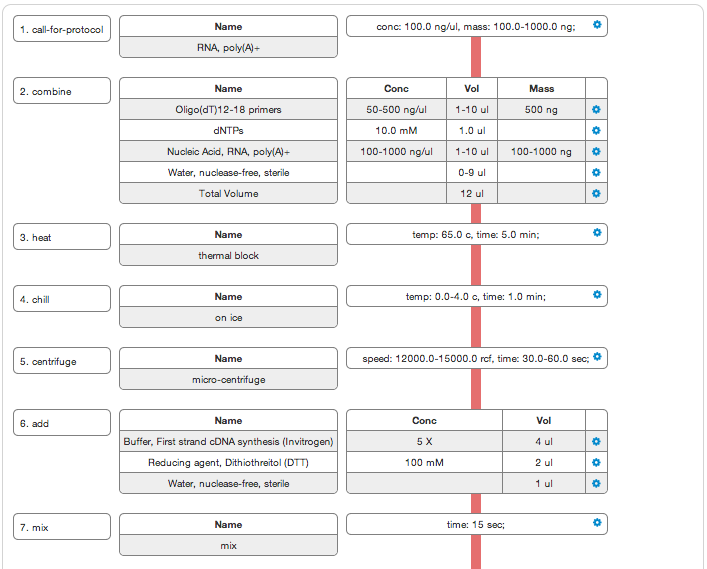 1. call-for-protocol
Name
RNA, poly(A)+
conc: 100.0 ng/ul, mass: 100.0-1000.0 ng;
2. combine
Name Conc Vol Mass
Oligo(dT)12-18 primers 50-500 ng/ul 1-10 ul 500 ng
dNTPs 10.0 mM 1.0 ul
Nucleic Acid, RNA, poly(A)+ 100-1000 ng/ul 1-10 ul 100-1000 ng
Water, nuclease-free, sterile 0-9 ul
Total Volume 12 ul
3. heat
Name
thermal block
temp: 65.0 c, time: 5.0 min;
4. chill
Name
on ice
temp: 0.0-4.0 c, time: 1.0 min;
5. centrifuge
Name
micro-centrifuge
speed: 12000.0-15000.0 rcf, time: 30.0-60.0 sec;
6. add
Name Conc Vol
Buffer, First strand cDNA synthesis (Invitrogen) 5 X 4 ul
Reducing agent, Dithiothreitol (DTT) 100 mM 2 ul
Water, nuclease-free, sterile 1 ul
7. mix
Name
mix
time: 15 sec;